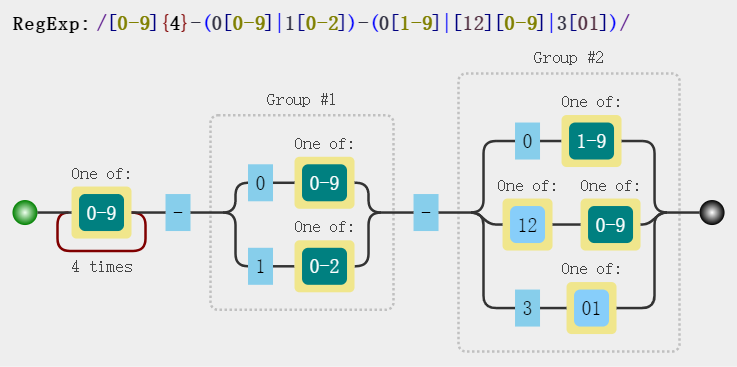 RegExp: /[0-9]{4}-(0[0-9]|1[0-2])-(0[1-9]|[12][0-9]|3[01])/
Group #2
Group #1
One of:
0
1-9
One of:
One of:
0
0-9
One of:
0-9
-
One of:
One of:
12
0-9
-
One of:
1
0-2
4 times
One of:
3
01